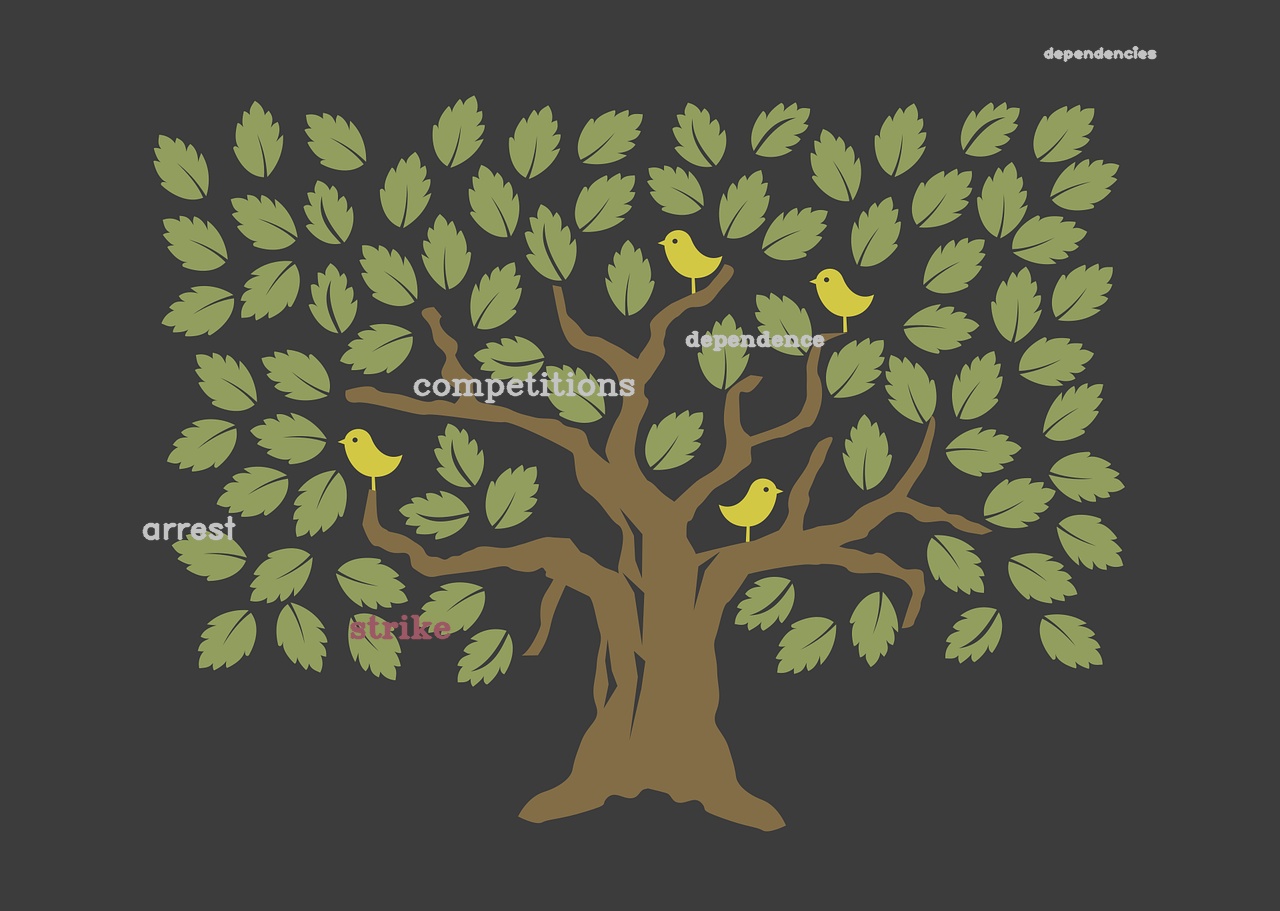 dependencies
dependence
competitions
arrest
strike